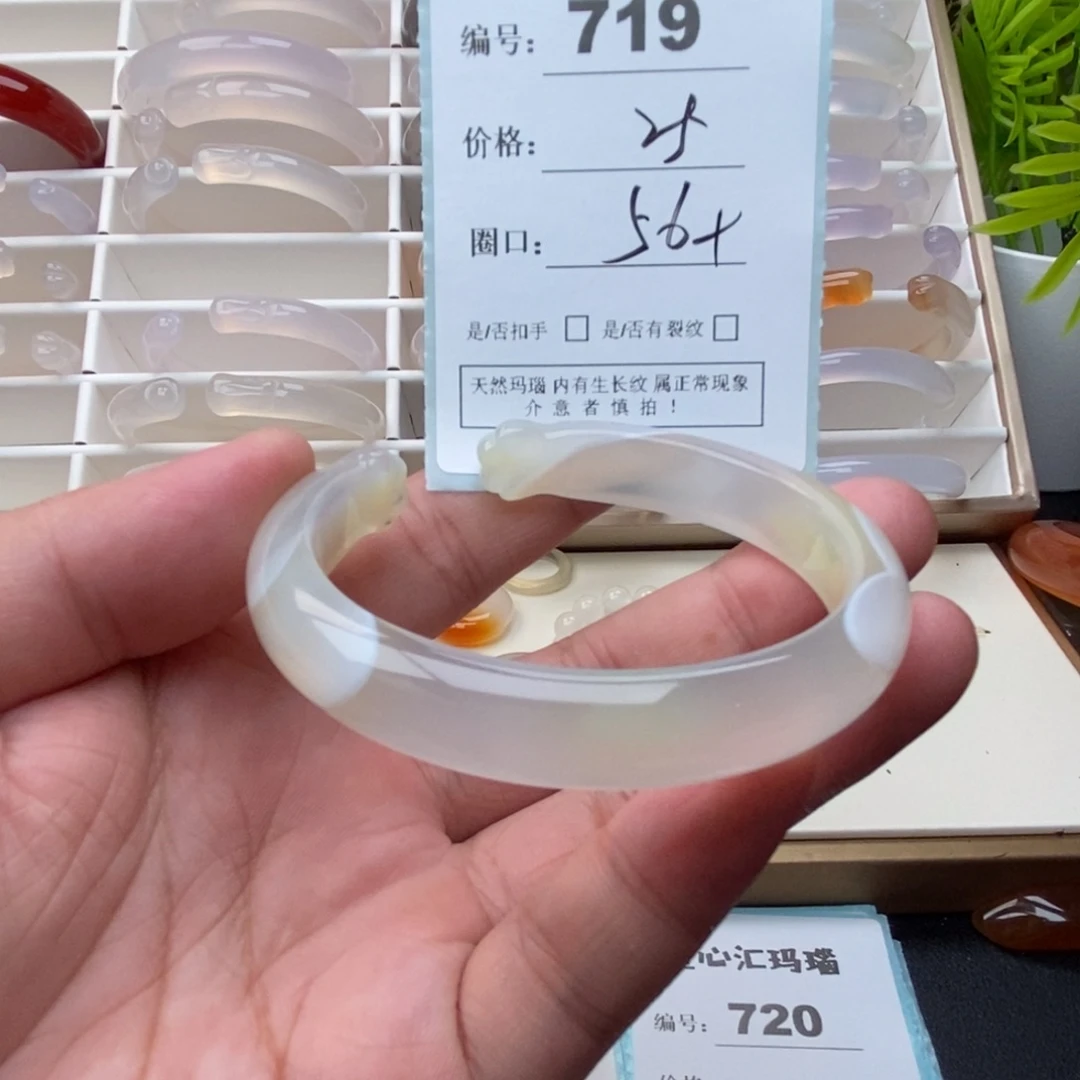 编号: 719
价格:
圈口: 56+
是/否扣手 □ 是/否有裂纹 □
天然玛瑙 内有生长纹 属正常现象
介意者慎拍!
心汇玛瑙
编号: 720